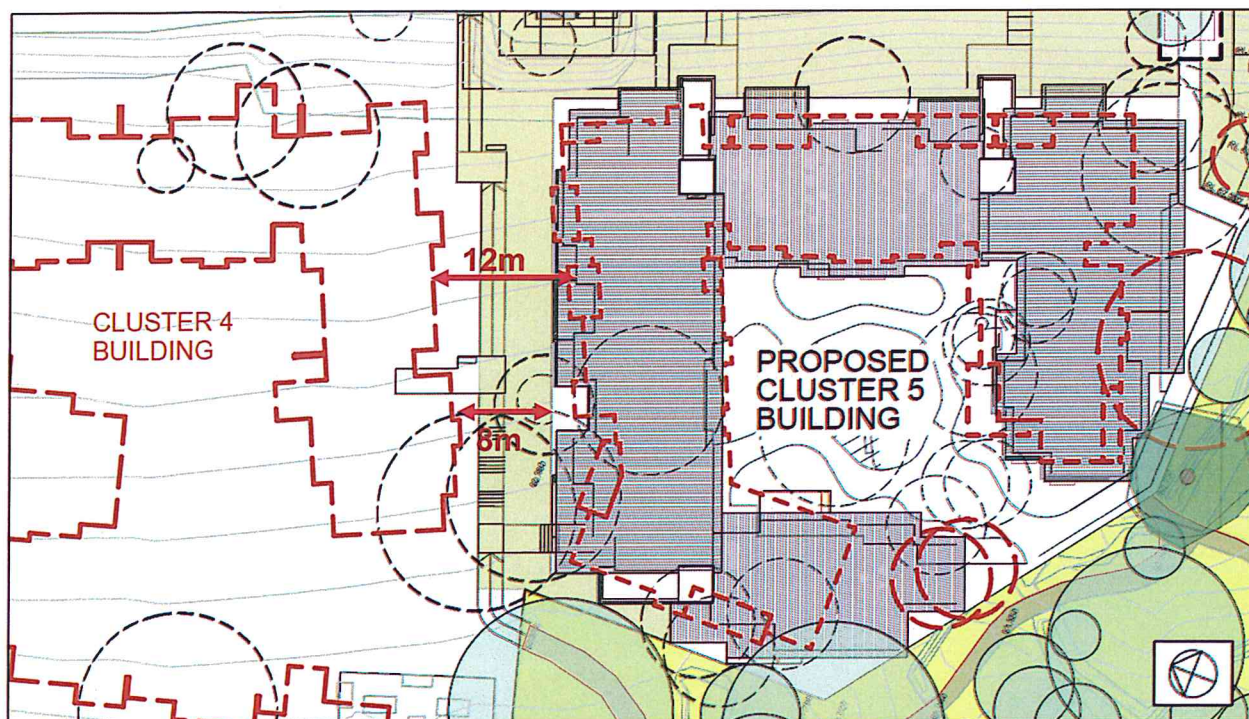 12m
CLUSTER 4
BUILDING
8m
PROPOSED
CLUSTER 5
BUILDING